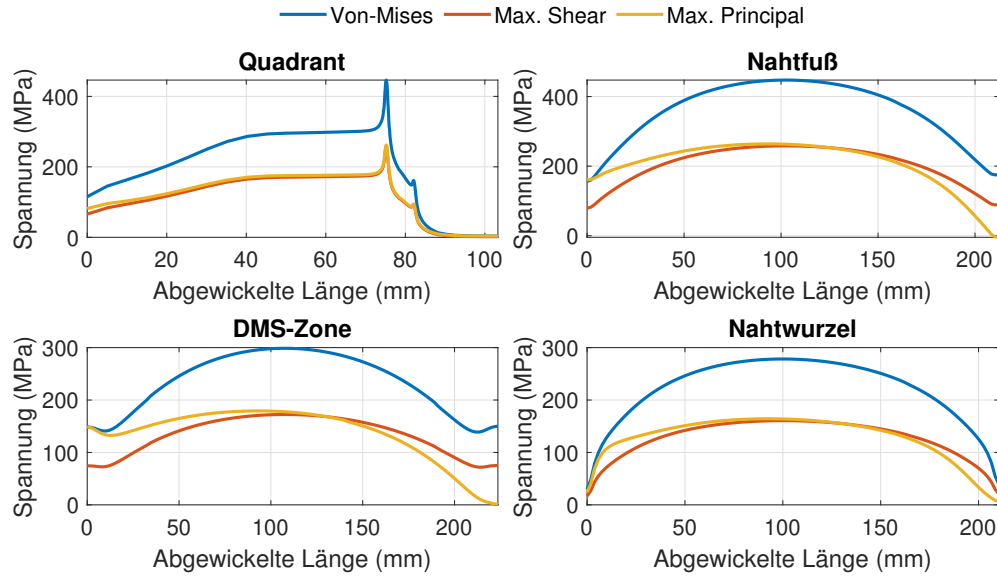 Von-Mises Max. Shear Max. Principal
Quadrant
Spannung (MPa)
400
200
0
0 20 40 60 80 100
Abgewickelte Länge (mm)
Nahtfuß
Spannung (MPa)
400
200
0
0 50 100 150 200
Abgewickelte Länge (mm)
DMS-Zone
Spannung (MPa)
300
200
100
0
0 50 100 150 200
Abgewickelte Länge (mm)
Nahtwurzel
Spannung (MPa)
300
200
100
0
0 50 100 150 200
Abgewickelte Länge (mm)